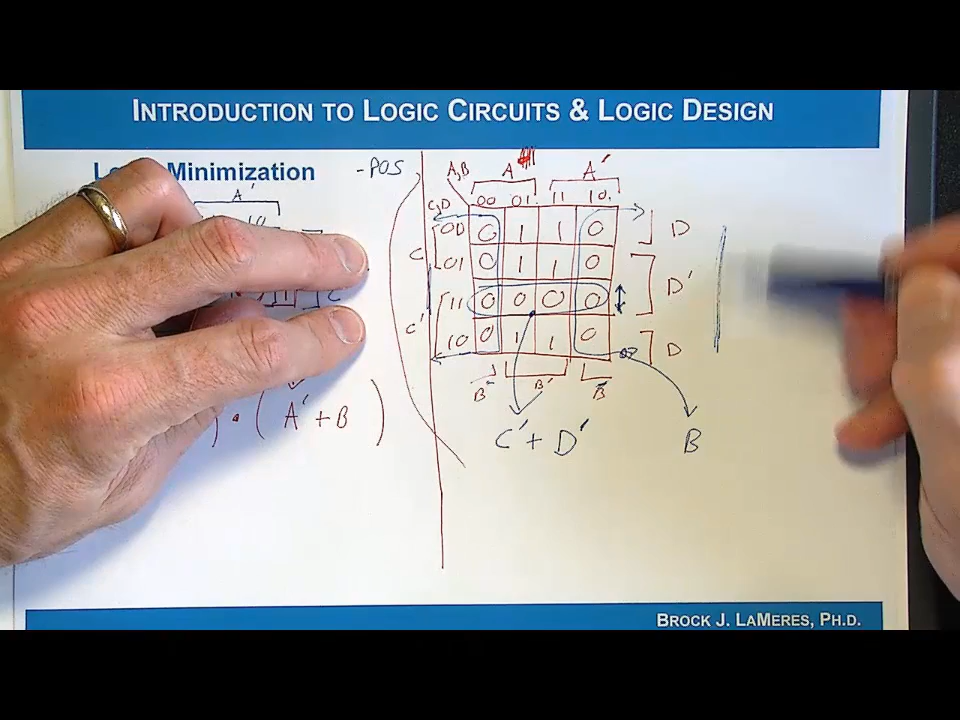 INTRODUCTION TO LOGIC CIRCUITS & LOGIC DESIGN
Minimization
-POS
A'
A,B
A
A'
00 01 11 10
C,D
00 0 1 1 0 D
C
01 0 1 1 0
D'
11 0 0 0 0
C'
10 0 1 1 0 D
B B' B
) · ( A' + B )
C' + D'
B
BROCK J. LAMERES, PH.D.